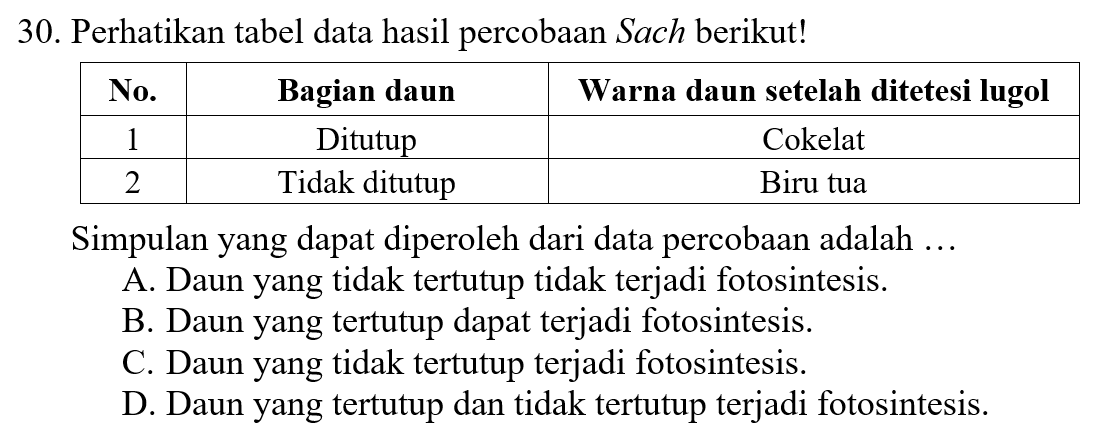 30. Perhatikan tabel data hasil percobaan Sach berikut!
No. Bagian daun Warna daun setelah ditetesi lugol
1 Ditutup Cokelat
2 Tidak ditutup Biru tua
Simpulan yang dapat diperoleh dari data percobaan adalah …
A. Daun yang tidak tertutup tidak terjadi fotosintesis.
B. Daun yang tertutup dapat terjadi fotosintesis.
C. Daun yang tidak tertutup terjadi fotosintesis.
D. Daun yang tertutup dan tidak tertutup terjadi fotosintesis.